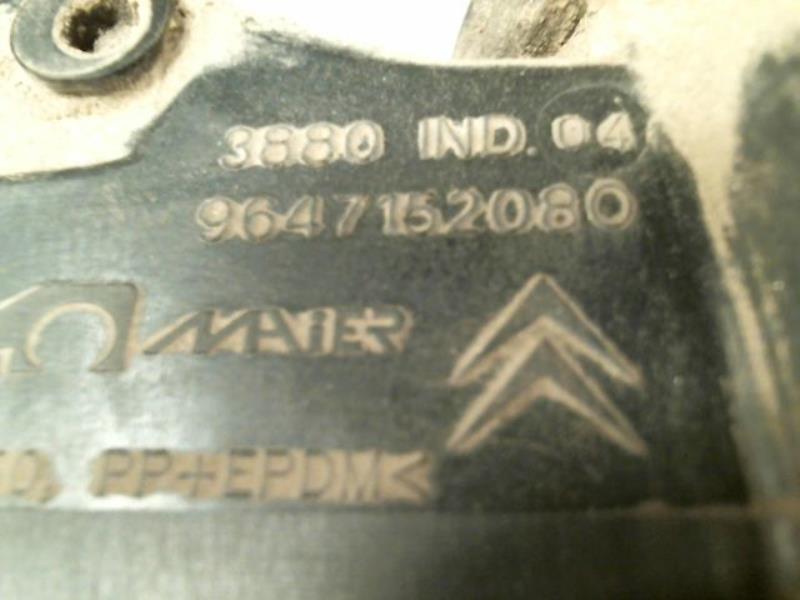 3880 IND. 04
9647152080
MAiER
PP+EPDM<